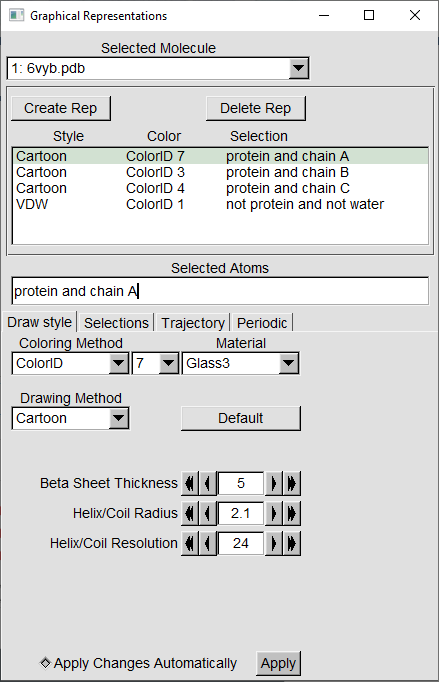 Graphical Representations
Selected Molecule
1: 6vyb.pdb
Create Rep Delete Rep
Style Color Selection
Cartoon ColorID 7 protein and chain A
Cartoon ColorID 3 protein and chain B
Cartoon ColorID 4 protein and chain C
VDW ColorID 1 not protein and not water
Selected Atoms
protein and chain A
Draw style Selections Trajectory Periodic
Coloring Method Material
ColorID 7 Glass3
Drawing Method
Cartoon Default
Beta Sheet Thickness 5
Helix/Coil Radius 2.1
Helix/Coil Resolution 24
Apply Changes Automatically Apply